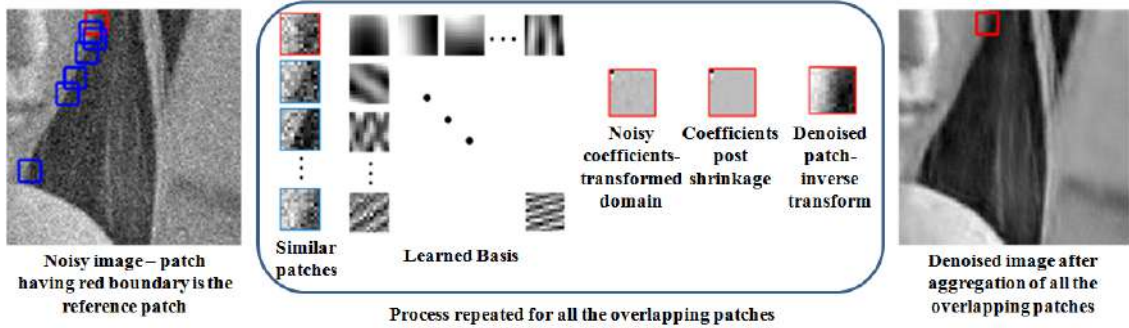 Noisy image – patch
having red boundary is the
reference patch
Similar
patches
Learned Basis
Noisy
coefficients-
transformed
domain
Coefficients
post
shrinkage
Denoised
patch-
inverse
transform
Process repeated for all the overlapping patches
Denoised image after
aggregation of all the
overlapping patches